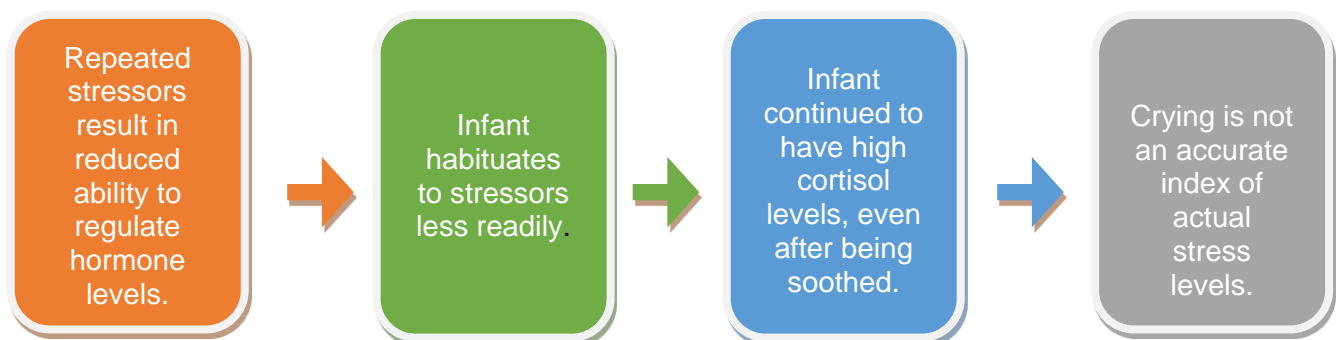 Repeated
stressors
result in
reduced
ability to
regulate
hormone
levels.
Infant
habituates
to stressors
less readily.
Infant
continued to
have high
cortisol
levels, even
after being
soothed.
Crying is not
an accurate
index of
actual
stress
levels.